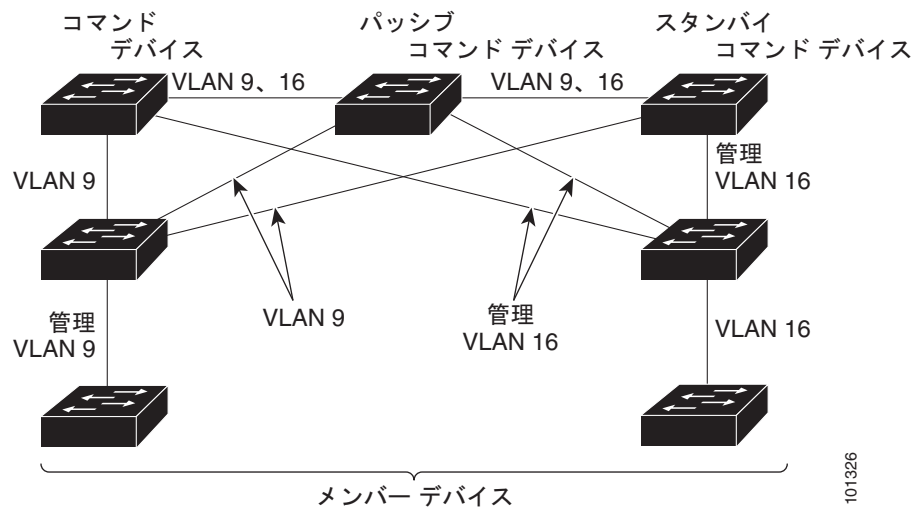 コマンド
デバイス
パッシブ
コマンド デバイス
スタンバイ
コマンド デバイス
VLAN 9、16
VLAN 9、16
VLAN 9
管理
VLAN 16
VLAN 9
管理
VLAN 16
管理
VLAN 9
VLAN 16
メンバー デバイス
101326